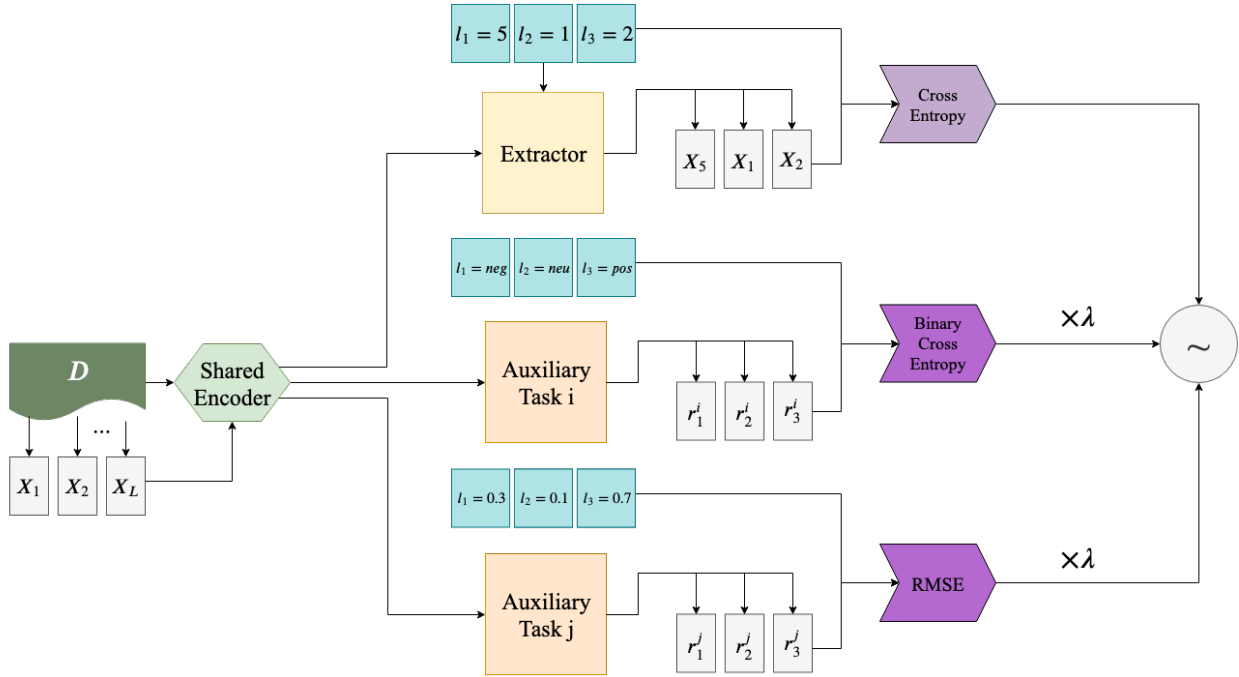 l₁ = 5 l₂ = 1 l₃ = 2
Extractor
X₅ X₁ X₂
Cross
Entropy
l₁ = neg l₂ = neu l₃ = pos
Auxiliary
Task i
r₁ⁱ r₂ⁱ r₃ⁱ
Binary
Cross
Entropy
×λ
~
D
Shared
Encoder
...
X₁ X₂ X_L
l₁ = 0.3 l₂ = 0.1 l₃ = 0.7
Auxiliary
Task j
r₁ʲ r₂ʲ r₃ʲ
RMSE
×λ